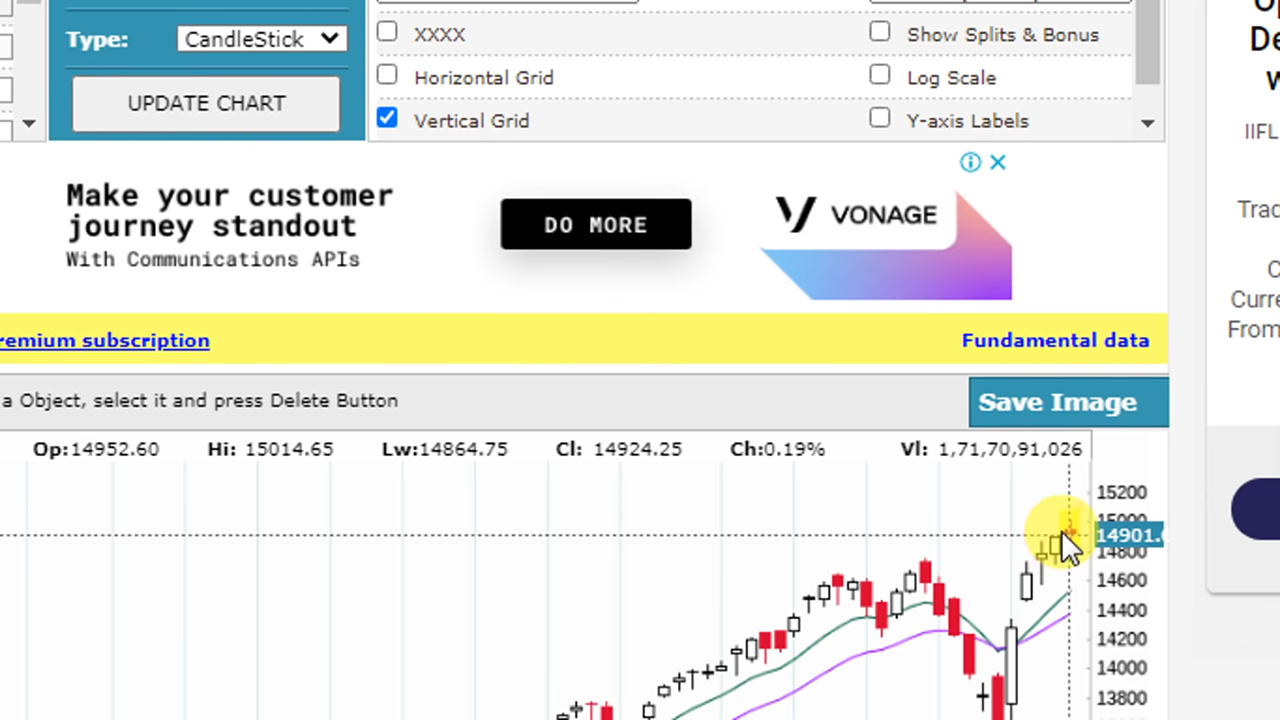 Type: CandleStick
UPDATE CHART
XXXX
Show Splits & Bonus
Horizontal Grid
Log Scale
Vertical Grid
Y-axis Labels
Make your customer
journey standout
With Communications APIs
DO MORE
VONAGE
remium subscription
Fundamental data
a Object, select it and press Delete Button
Save Image
Op:14952.60 Hi: 15014.65 Lw:14864.75 Cl: 14924.25 Ch:0.19% Vl: 1,71,70,91,026
15200
15000
14901.
14800
14600
14400
14200
14000
13800
De
w
IIFL
Trad
Curre
From